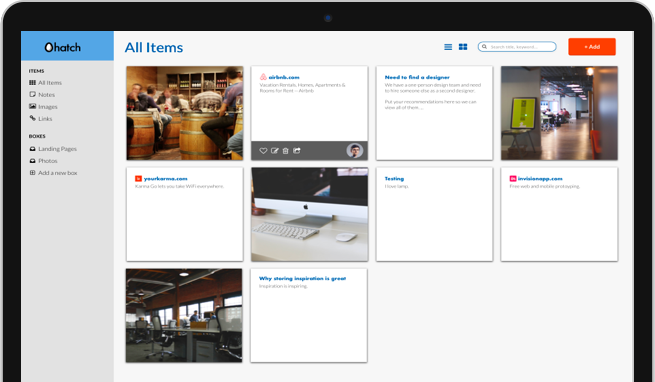 hatch
All Items
Search title, keyword...
+ Add
ITEMS
All Items
Notes
Images
Links
BOXES
Landing Pages
Photos
Add a new box
airbnb.com
Vacation Rentals, Homes, Apartments &
Rooms for Rent – Airbnb
Need to find a designer
We have a one person design team and need
to hire someone else as a second designer.
Put your recommendations here so we can
view all of them ...
yourkarma.com
Karma Go lets you take WiFi everywhere.
Testing
I love lamp.
invisionapp.com
Free web and mobile protoyping.
Why storing inspiration is great
Inspiration is inspiring.